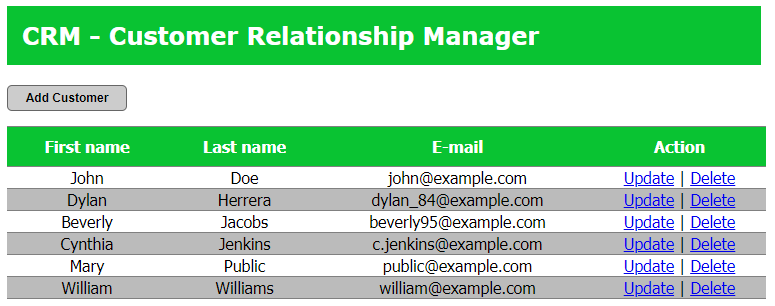 CRM - Customer Relationship Manager
Add Customer
First name Last name E-mail Action
John Doe john@example.com Update | Delete
Dylan Herrera dylan_84@example.com Update | Delete
Beverly Jacobs beverly95@example.com Update | Delete
Cynthia Jenkins c.jenkins@example.com Update | Delete
Mary Public public@example.com Update | Delete
William Williams william@example.com Update | Delete